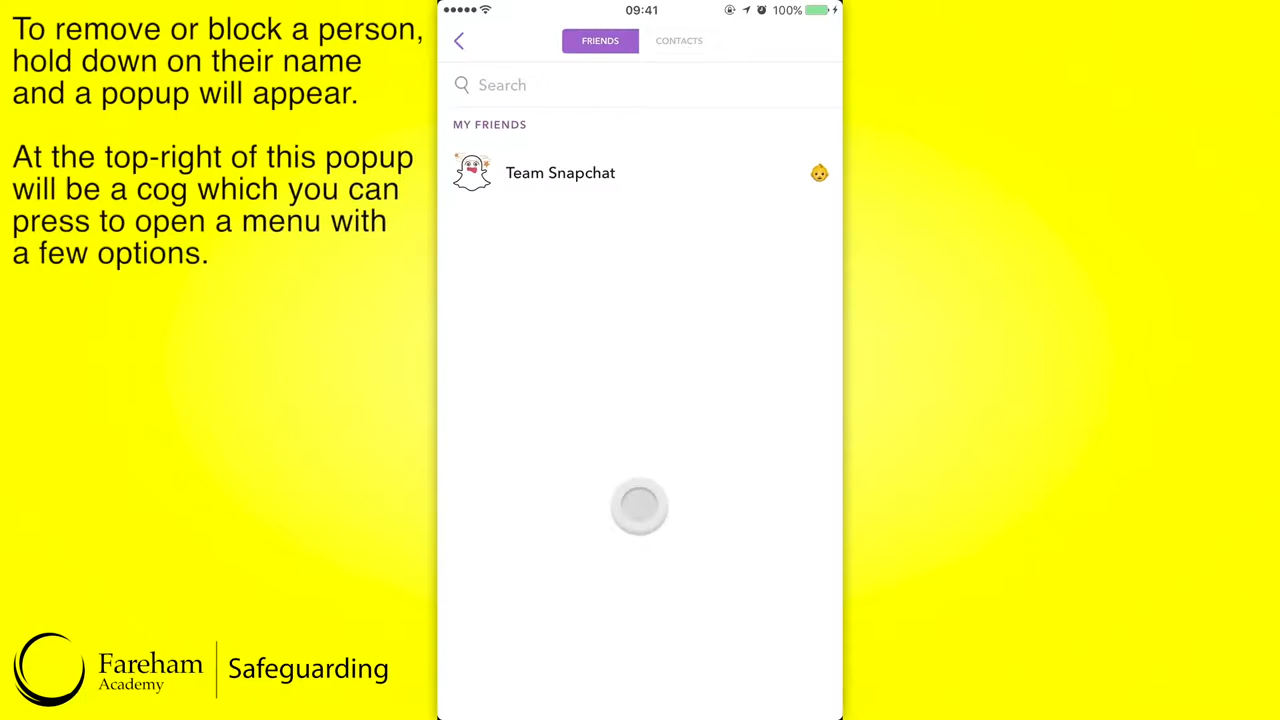 To remove or block a person,
hold down on their name
and a popup will appear.
At the top-right of this popup
will be a cog which you can
press to open a menu with
a few options.
09:41
100%
FRIENDS
CONTACTS
Search
MY FRIENDS
Team Snapchat
Fareham
Academy
Safeguarding